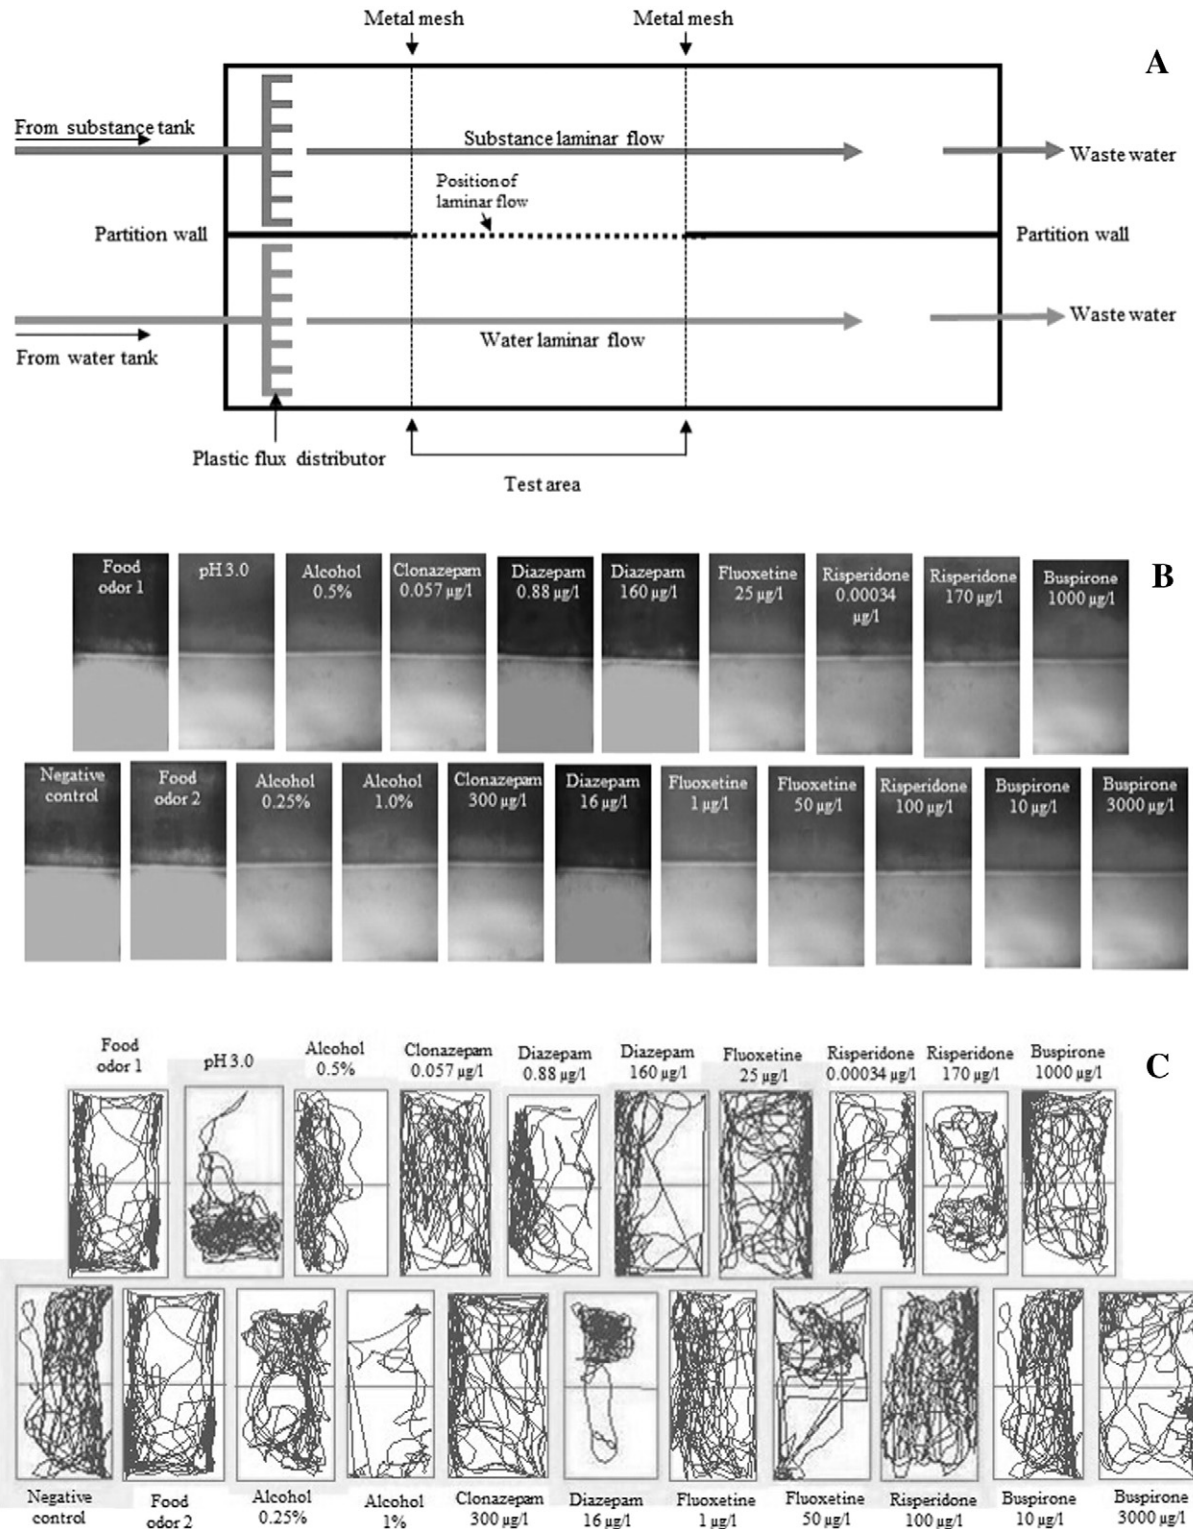 Metal mesh
Metal mesh
A
From substance tank
Substance laminar flow
Waste water
Position of
laminar flow
Partition wall
Partition wall
Waste water
From water tank
Water laminar flow
Plastic flux distributor
Test area
B
Food
odor 1
pH 3.0
Alcohol
0.5%
Clonazepam
0.057 µg/l
Diazepam
0.88 µg/l
Diazepam
160 µg/l
Fluoxetine
25 µg/l
Risperidone
0.00034
µg/l
Risperidone
170 µg/l
Buspirone
1000 µg/l
Negative
control
Food
odor 2
Alcohol
0.25%
Alcohol
1.0%
Clonazepam
300 µg/l
Diazepam
16 µg/l
Fluoxetine
1 µg/l
Fluoxetine
50 µg/l
Risperidone
100 µg/l
Buspirone
10 µg/l
Buspirone
3000 µg/l
C
Food
odor 1
pH 3.0
Alcohol
0.5%
Clonazepam
0.057 µg/l
Diazepam
0.88 µg/l
Diazepam
160 µg/l
Fluoxetine
25 µg/l
Risperidone
0.00034 µg/l
Risperidone
170 µg/l
Buspirone
1000 µg/l
Negative
control
Food
odor 2
Alcohol
0.25%
Alcohol
1%
Clonazepam
300 µg/l
Diazepam
16 µg/l
Fluoxetine
1 µg/l
Fluoxetine
50 µg/l
Risperidone
100 µg/l
Buspirone
10 µg/l
Buspirone
3000 µg/l